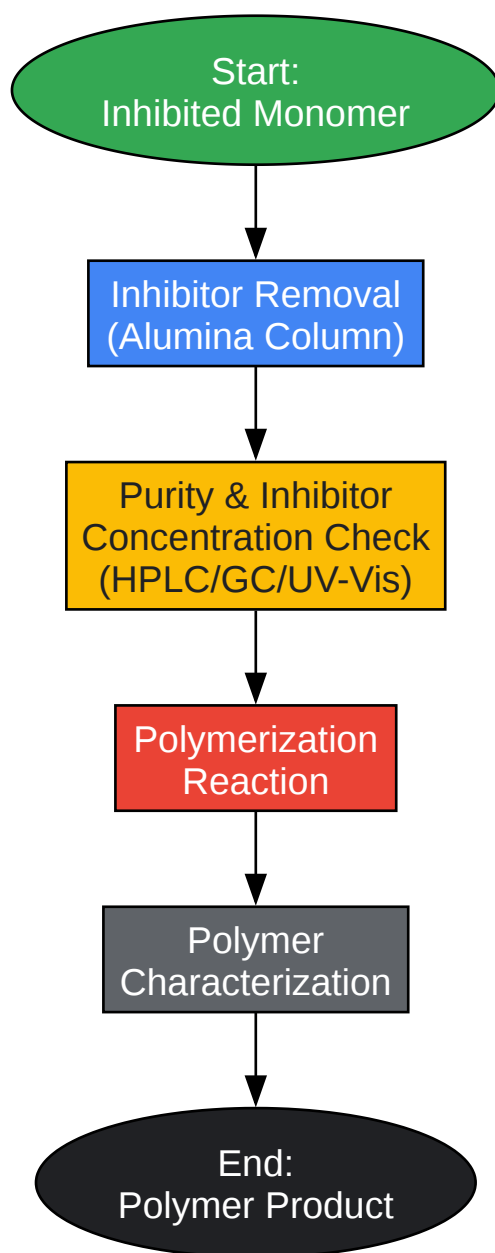 Start:
Inhibited Monomer
Inhibitor Removal
(Alumina Column)
Purity & Inhibitor
Concentration Check
(HPLC/GC/UV-Vis)
Polymerization
Reaction
Polymer
Characterization
End:
Polymer Product